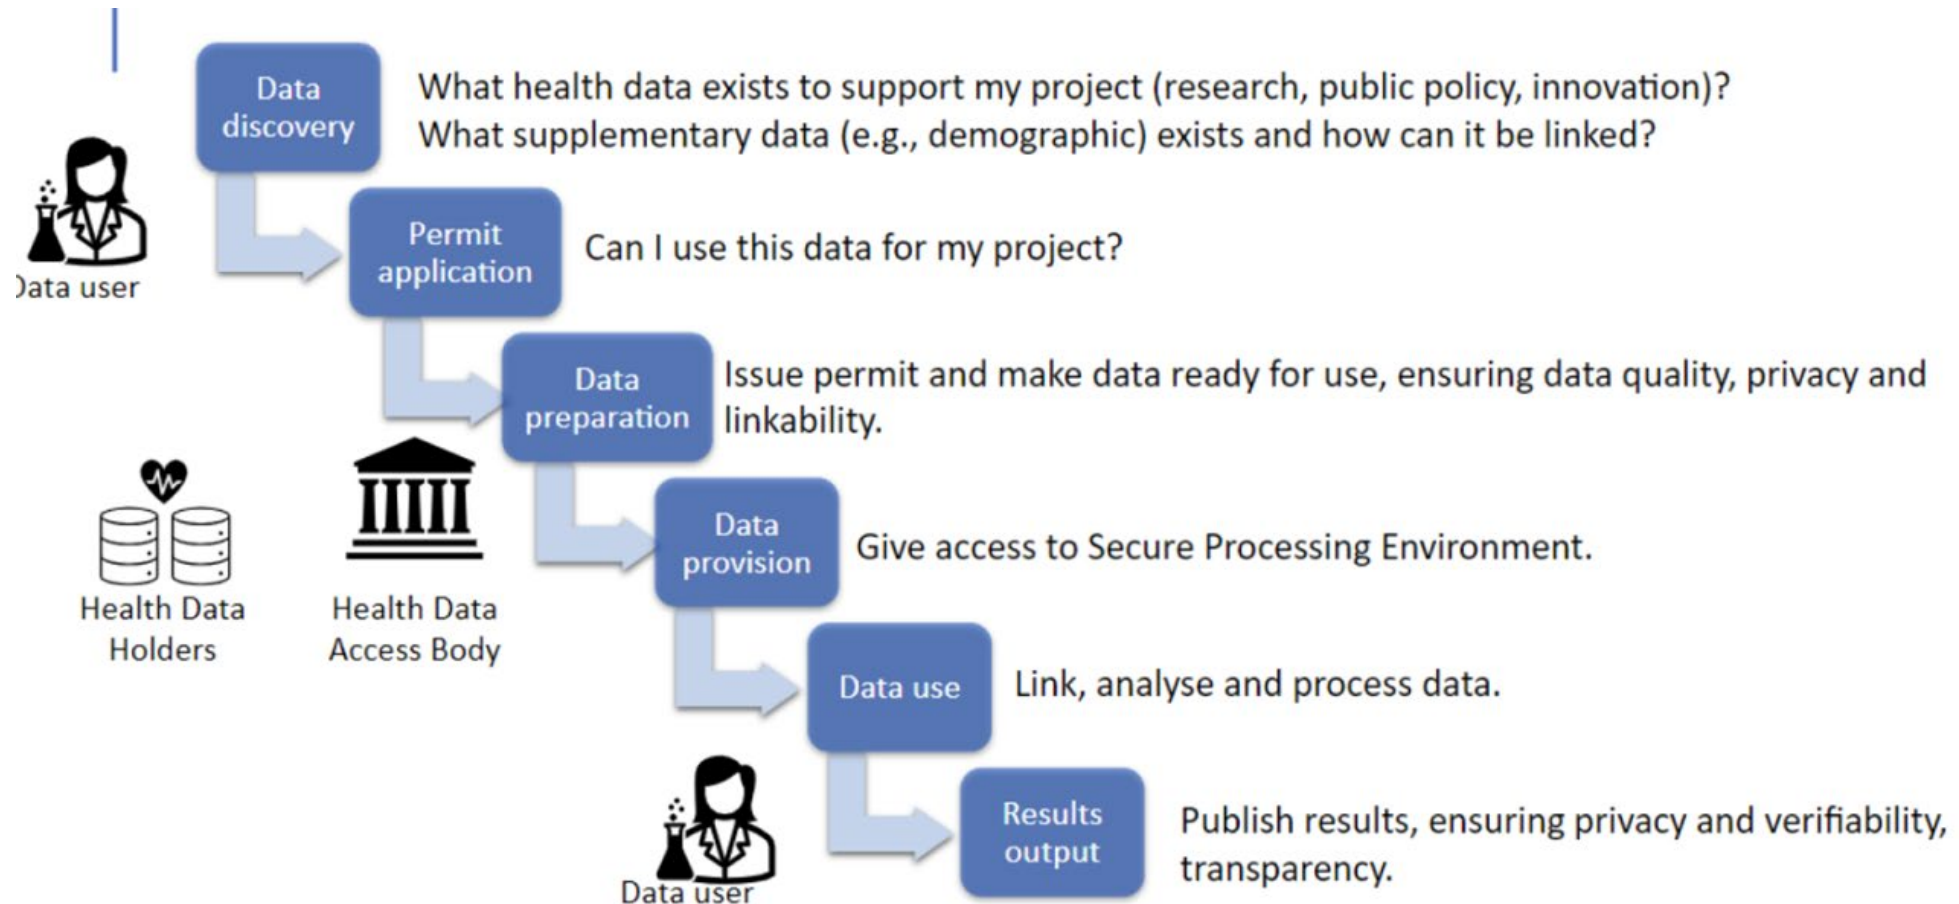 Data
discovery
What health data exists to support my project (research, public policy, innovation)?
What supplementary data (e.g., demographic) exists and how can it be linked?
Data user
Permit
application
Can I use this data for my project?
Data
preparation
Issue permit and make data ready for use, ensuring data quality, privacy and
linkability.
Health Data
Holders
Health Data
Access Body
Data
provision
Give access to Secure Processing Environment.
Data use
Link, analyse and process data.
Data user
Results
output
Publish results, ensuring privacy and verifiability,
transparency.